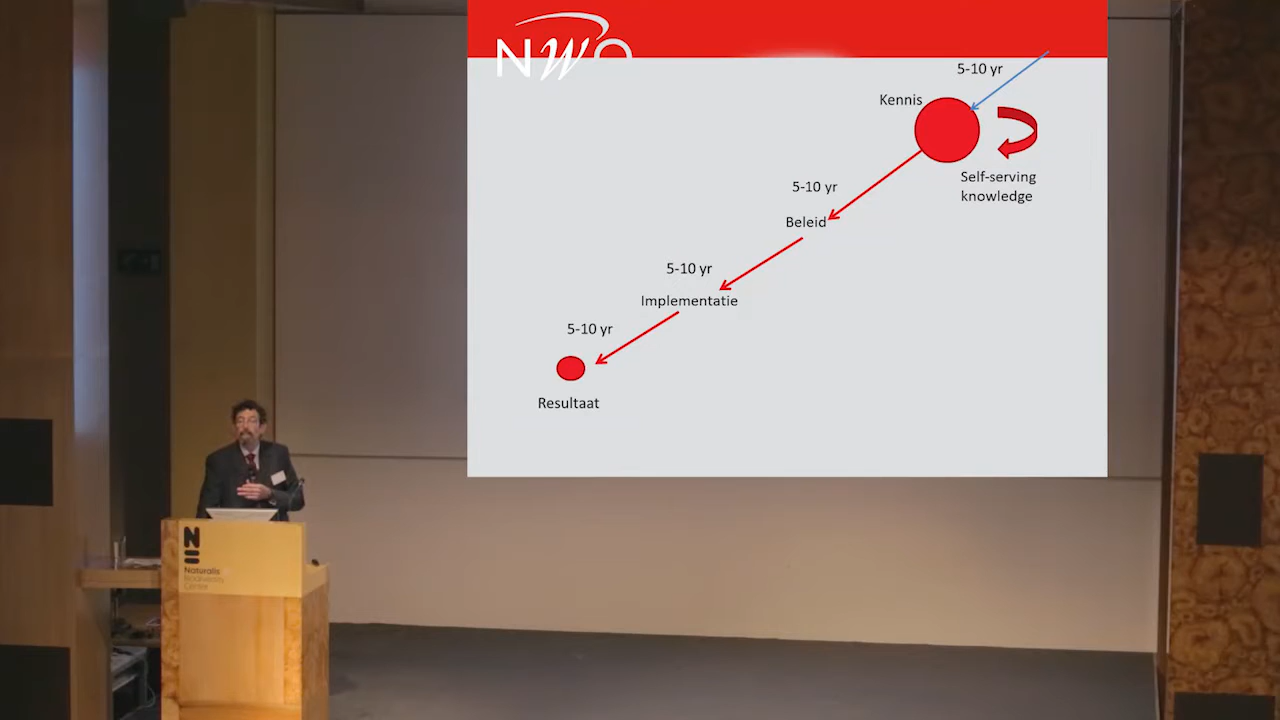 NWO
5-10 yr
Kennis
Self-serving
knowledge
5-10 yr
Beleid
5-10 yr
Implementatie
5-10 yr
Resultaat
N
Naturalis
Biodiversity
Center